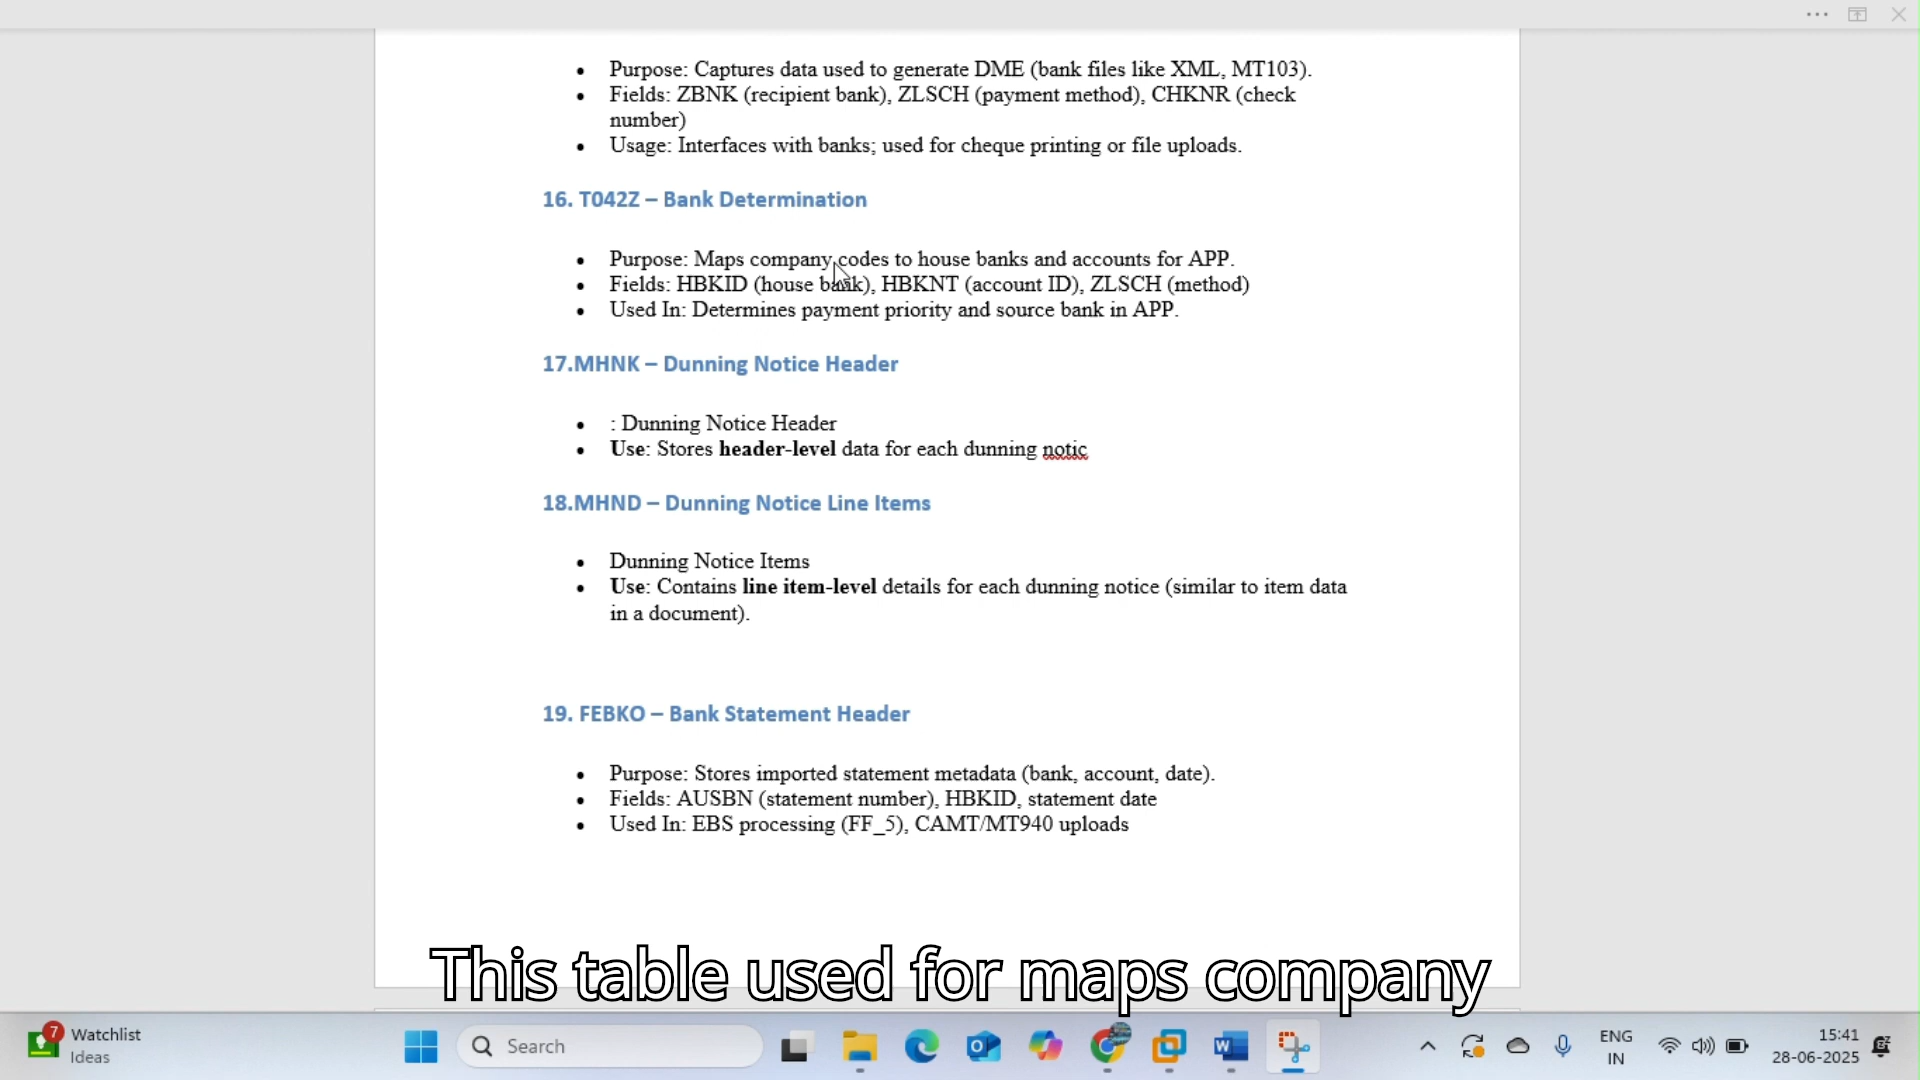 Purpose: Captures data used to generate DME (bank files like XML, MT103).
Fields: ZBNK (recipient bank), ZLSCH (payment method), CHKNR (check
number)
Usage: Interfaces with banks; used for cheque printing or file uploads.
16. T042Z – Bank Determination
Purpose: Maps company codes to house banks and accounts for APP.
Fields: HBKID (house bank), HBKNT (account ID), ZLSCH (method)
Used In: Determines payment priority and source bank in APP.
17.MHNK – Dunning Notice Header
: Dunning Notice Header
Use: Stores header-level data for each dunning notic
18.MHND – Dunning Notice Line Items
Dunning Notice Items
Use: Contains line item-level details for each dunning notice (similar to item data
in a document).
19. FEBKO – Bank Statement Header
Purpose: Stores imported statement metadata (bank, account, date).
Fields: AUSBN (statement number), HBKID, statement date
Used In: EBS processing (FF_5), CAMT/MT940 uploads
This table used for maps company
7
Watchlist
Ideas
Search
ENG
IN
15:41
28-06-2025